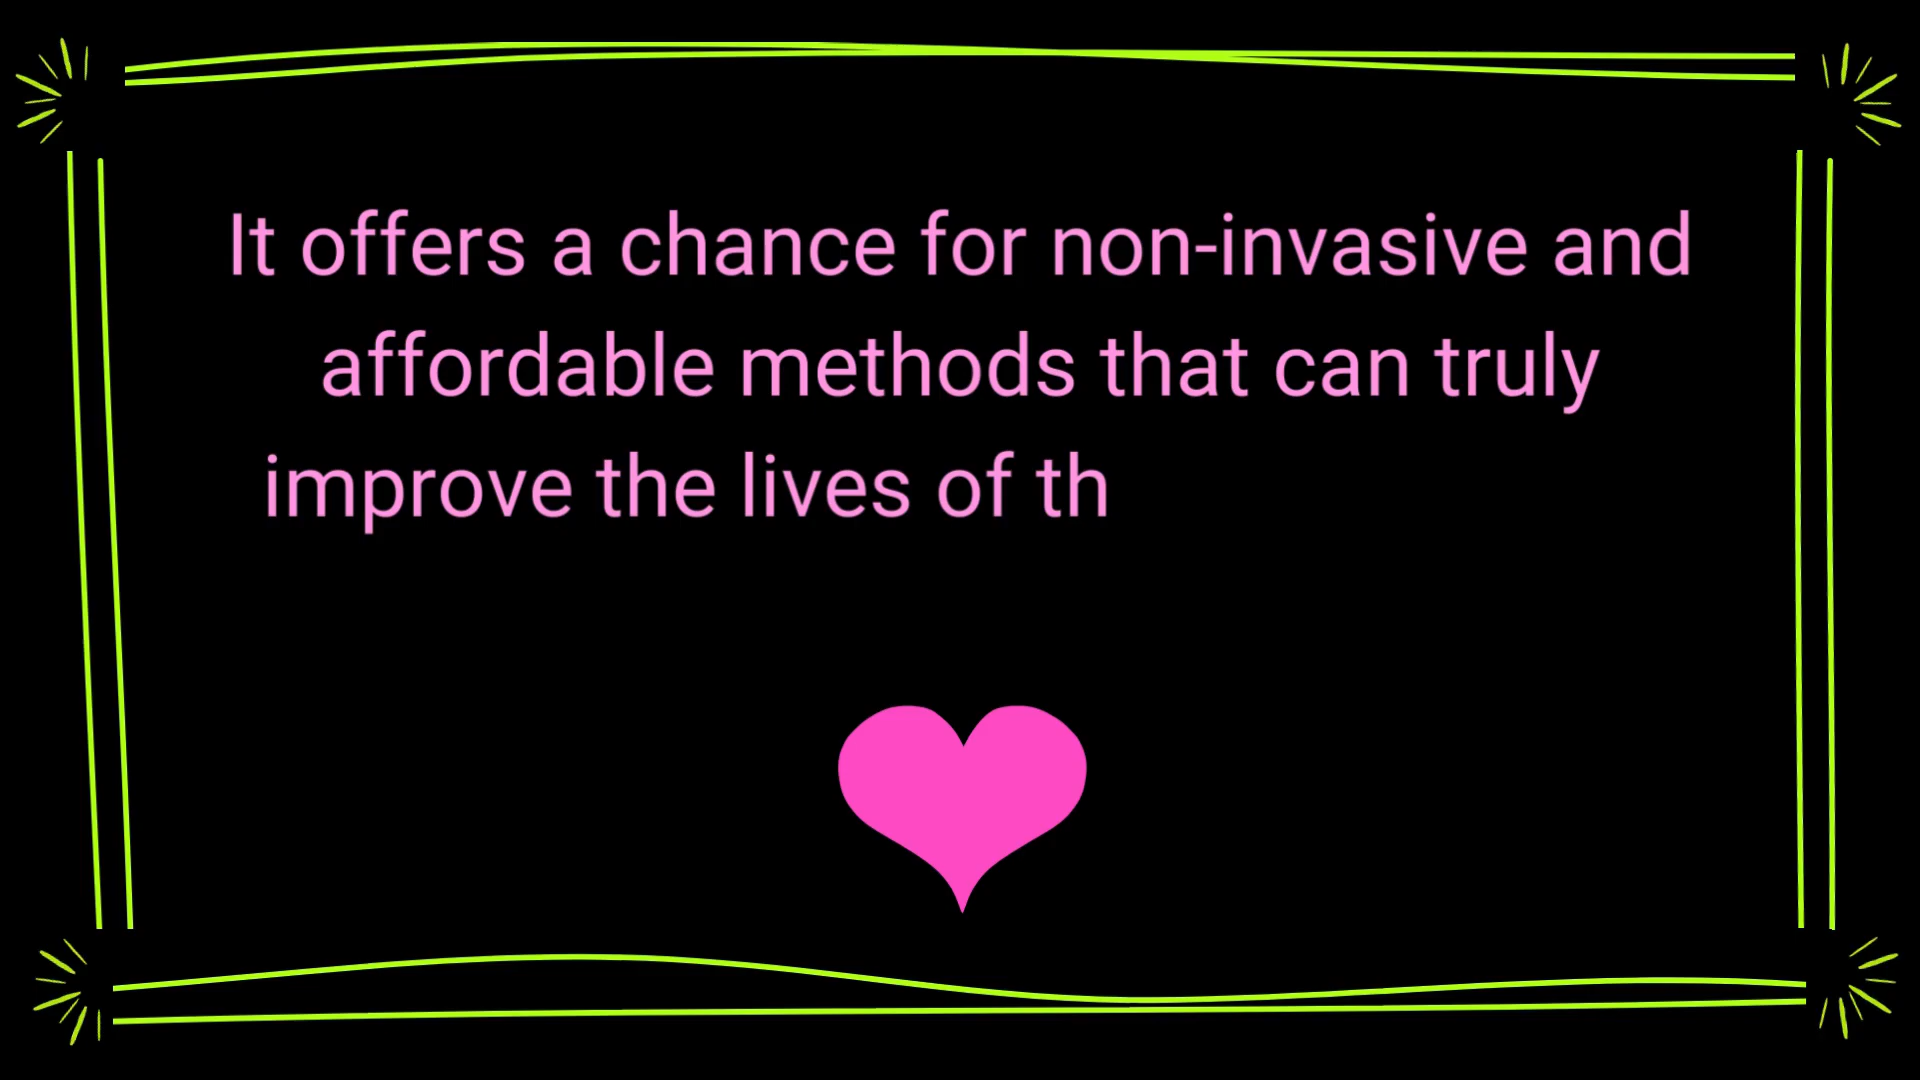 It offers a chance for non-invasive and
affordable methods that can truly
improve the lives of th